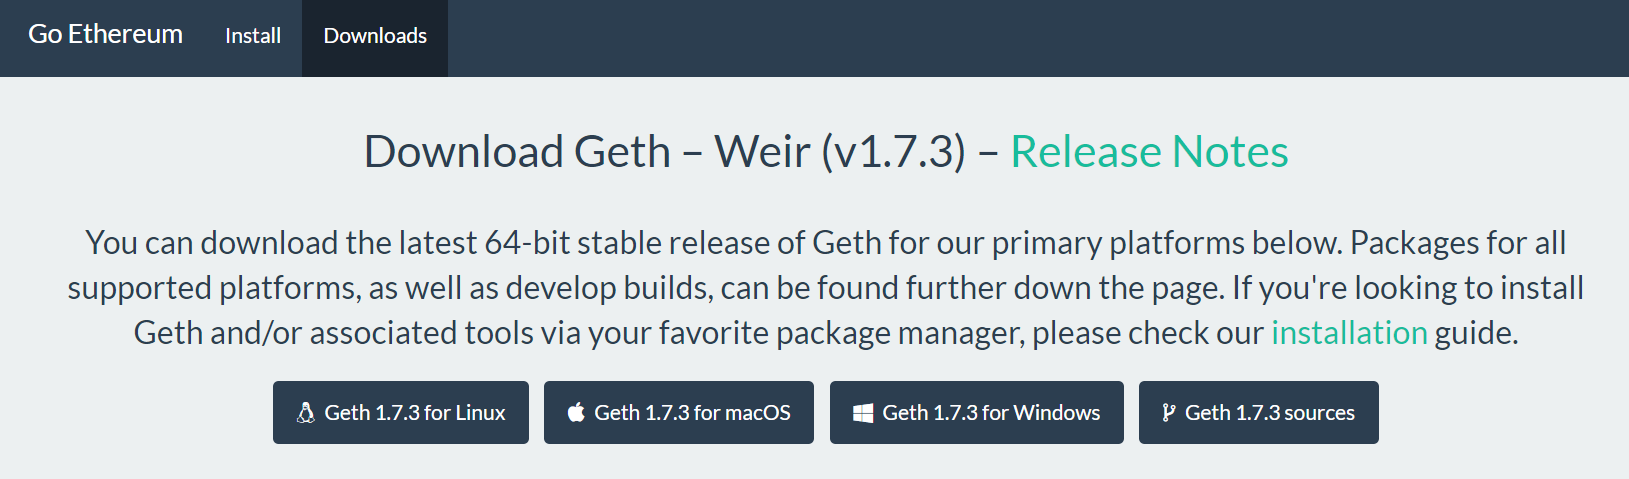 Go Ethereum Install Downloads
Download Geth – Weir (v1.7.3) – Release Notes
You can download the latest 64-bit stable release of Geth for our primary platforms below. Packages for all
supported platforms, as well as develop builds, can be found further down the page. If you're looking to install
Geth and/or associated tools via your favorite package manager, please check our installation guide.
Geth 1.7.3 for Linux Geth 1.7.3 for macOS Geth 1.7.3 for Windows Geth 1.7.3 sources